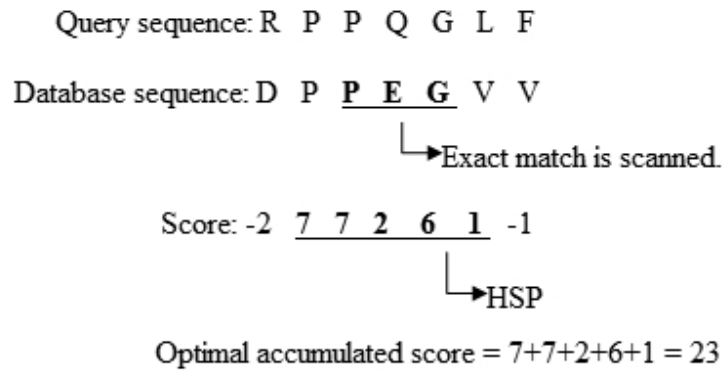 Query sequence: R P P Q G L F
Database sequence: D P P E G V V
Exact match is scanned.
Score: -2 7 7 2 6 1 -1
HSP
Optimal accumulated score = 7+7+2+6+1 = 23